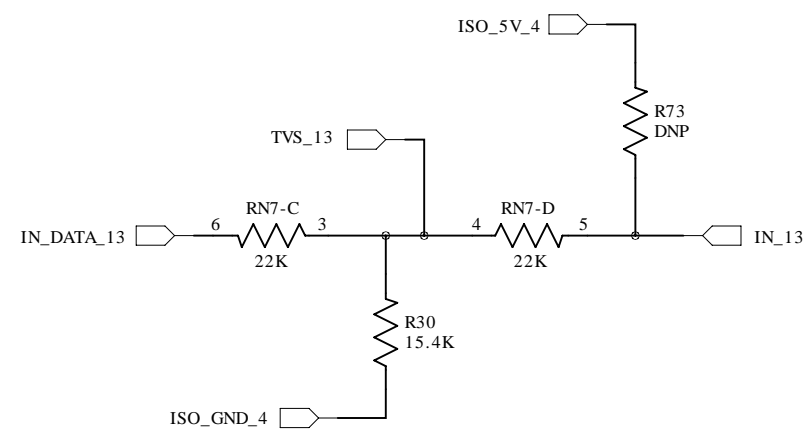 ISO_5V_4
R73
DNP
TVS_13
RN7-C
RN7-D
6
3
4
5
IN_DATA_13
IN_13
22K
22K
R30
15.4K
ISO_GND_4